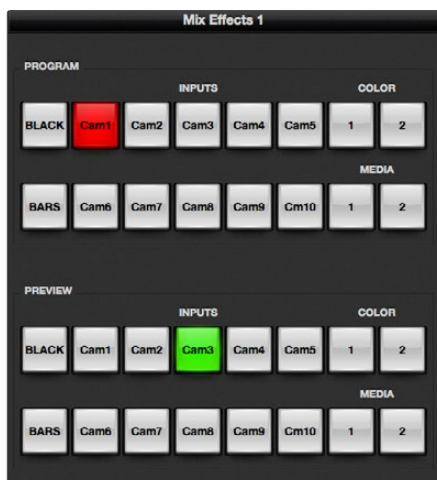 Mix Effects 1
PROGRAM
INPUTS COLOR
BLACK Cam1 Cam2 Cam3 Cam4 Cam5 1 2
MEDIA
BARS Cam6 Cam7 Cam8 Cam9 Cm10 1 2
PREVIEW
INPUTS COLOR
BLACK Cam1 Cam2 Cam3 Cam4 Cam5 1 2
MEDIA
BARS Cam6 Cam7 Cam8 Cam9 Cm10 1 2